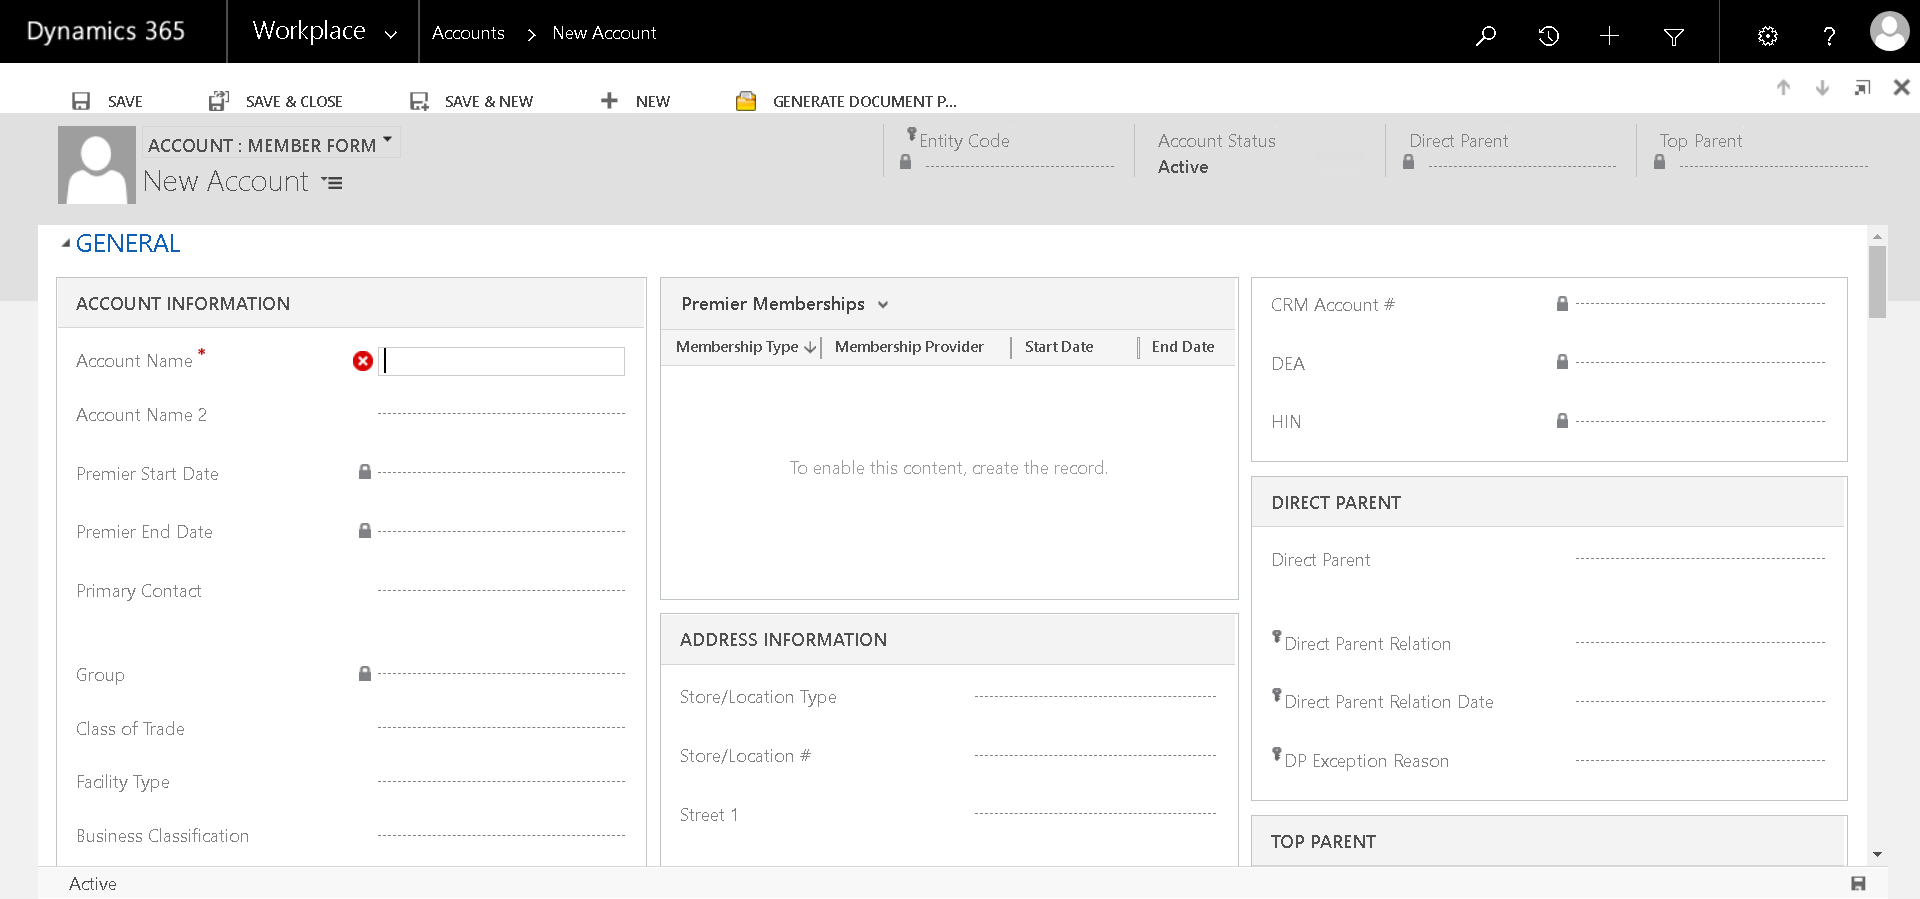 Dynamics 365
Workplace
Accounts > New Account
?
SAVE
SAVE & CLOSE
SAVE & NEW
NEW
GENERATE DOCUMENT P...
ACCOUNT : MEMBER FORM
New Account
Entity Code
Account Status
Active
Direct Parent
Top Parent
GENERAL
ACCOUNT INFORMATION
Account Name *
Account Name 2
Premier Start Date
Premier End Date
Primary Contact
Group
Class of Trade
Facility Type
Business Classification
Premier Memberships
Membership Type
Membership Provider
Start Date
End Date
To enable this content, create the record.
ADDRESS INFORMATION
Store/Location Type
Store/Location #
Street 1
CRM Account #
DEA
HIN
DIRECT PARENT
Direct Parent
Direct Parent Relation
Direct Parent Relation Date
DP Exception Reason
TOP PARENT
Active